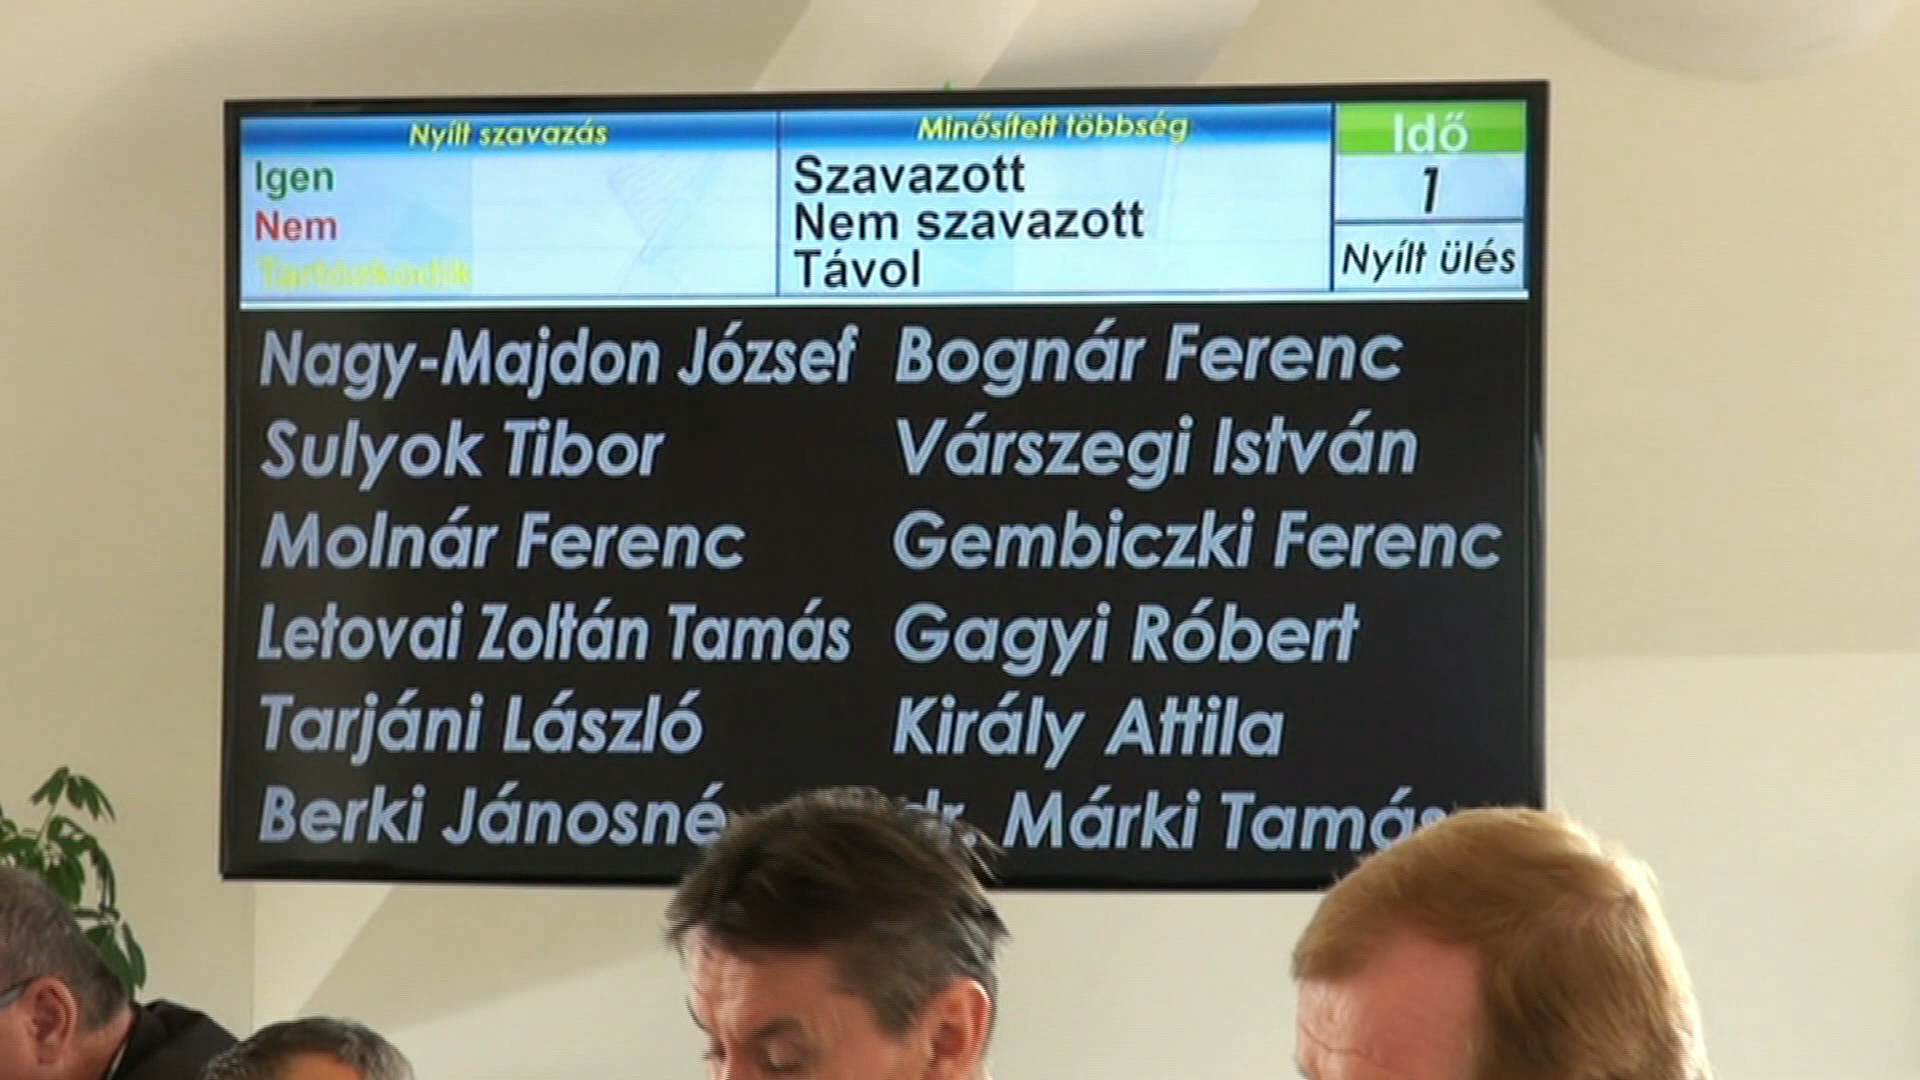 Nyílt szavazás
Igen
Nem
Tartózkodik
Minősített többség
Szavazott
Nem szavazott
Távol
Idő
1
Nyílt ülés
Nagy-Majdon József
Bognár Ferenc
Sulyok Tibor
Várszegi István
Molnár Ferenc
Gembiczki Ferenc
Letovai Zoltán Tamás
Gagyi Róbert
Tarjáni László
Király Attila
Berki Jánosné
dr. Márki Tamás